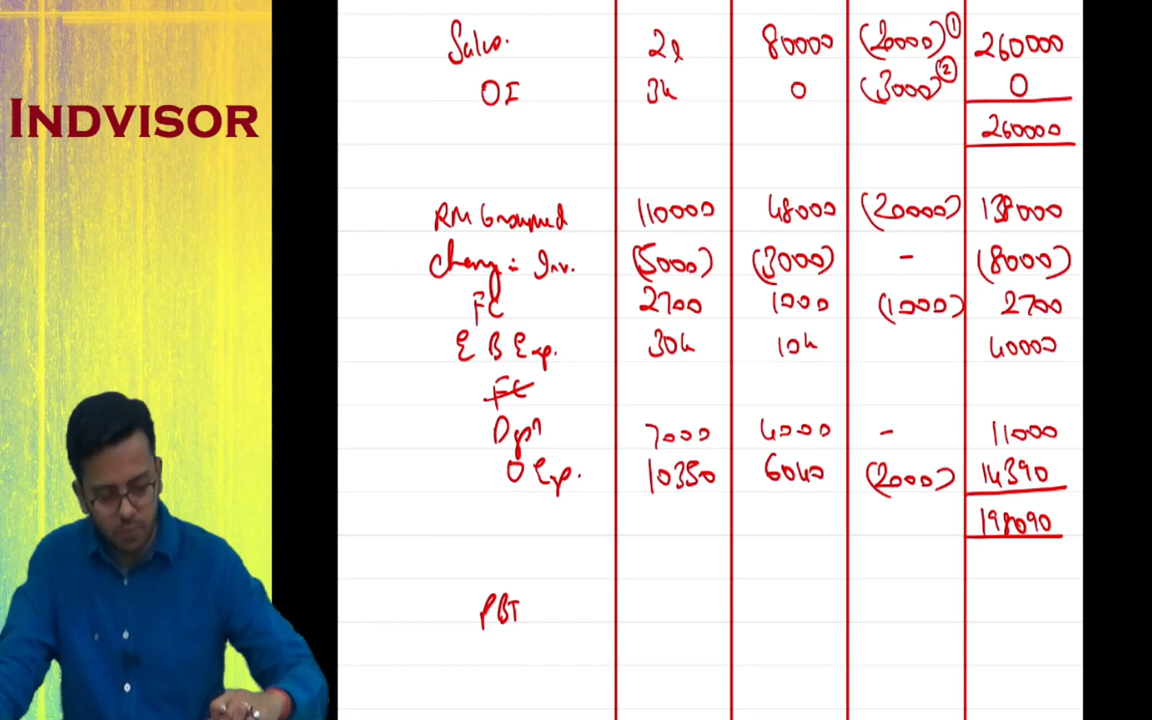 INDVISOR
Sales. 2l 80000 (20000)① 260000
OI 3k 0 (3000)② 0
260000
RM Consumed 110000 48000 (20000) 138000
Chang in Inv. (5000) (3000) - (8000)
FC 2700 1000 (1000) 2700
E B Exp. 30k 10k 40000
FC
Depn 7000 4000 - 11000
O Exp. 10350 6040 (2000) 14390
198090
PBT